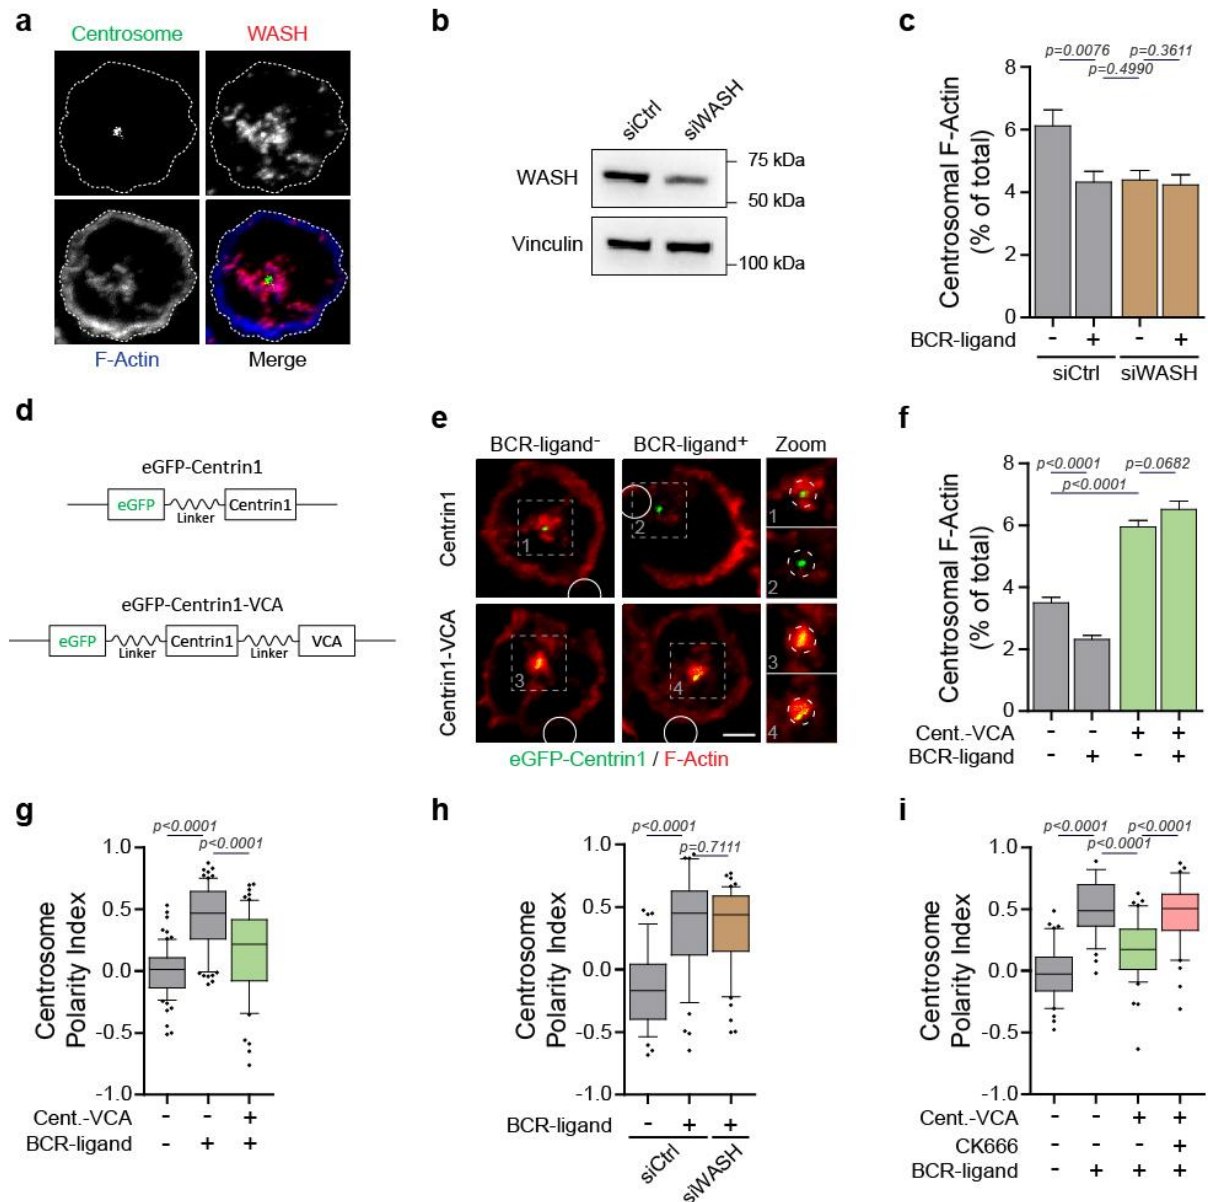 a
Centrosome WASH
F-Actin Merge
b
siCtrl siWASH
WASH
75 kDa
50 kDa
Vinculin
100 kDa
c
p=0.0076 p=0.3611
p=0.4990
Centrosomal F-Actin
(% of total)
8
6
4
2
0
BCR-ligand - + - +
siCtrl siWASH
d
eGFP-Centrin1
eGFP Linker Centrin1
eGFP-Centrin1-VCA
eGFP Linker Centrin1 Linker VCA
e
BCR-ligand- BCR-ligand+ Zoom
Centrin1
1 2 1
2
Centrin1-VCA
3 4 3
4
eGFP-Centrin1 / F-Actin
f
p<0.0001 p=0.0682
p<0.0001
Centrosomal F-Actin
(% of total)
8
6
4
2
0
Cent.-VCA - - + +
BCR-ligand - + - +
g
p<0.0001
p<0.0001
Centrosome
Polarity Index
1.0
0.5
0.0
-0.5
-1.0
Cent.-VCA - - +
BCR-ligand - + +
h
p<0.0001
p=0.7111
Centrosome
Polarity Index
1.0
0.5
0.0
-0.5
-1.0
BCR-ligand - + +
siCtrl siWASH
i
p<0.0001 p<0.0001
p<0.0001
Centrosome
Polarity Index
1.0
0.5
0.0
-0.5
-1.0
Cent.-VCA - - + +
CK666 - - - +
BCR-ligand - + + +